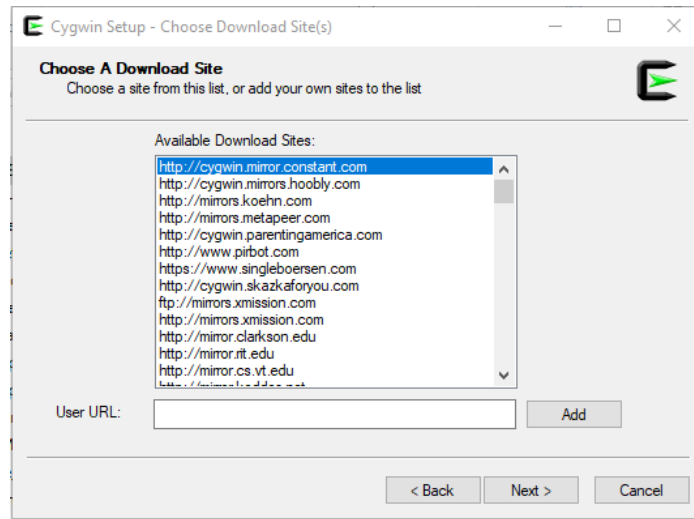 Cygwin Setup - Choose Download Site(s)
Choose A Download Site
Choose a site from this list, or add your own sites to the list
Available Download Sites:
http://cygwin.mirror.constant.com
http://cygwin.mirrors.hoobly.com
http://mirrors.koehn.com
http://mirrors.metapeer.com
http://cygwin.parentingamerica.com
http://www.pirbot.com
https://www.singleboersen.com
http://cygwin.skazkaforyou.com
ftp://mirrors.xmission.com
http://mirrors.xmission.com
http://mirror.clarkson.edu
http://mirror.rit.edu
http://mirror.cs.vt.edu
User URL:
Add
< Back
Next >
Cancel